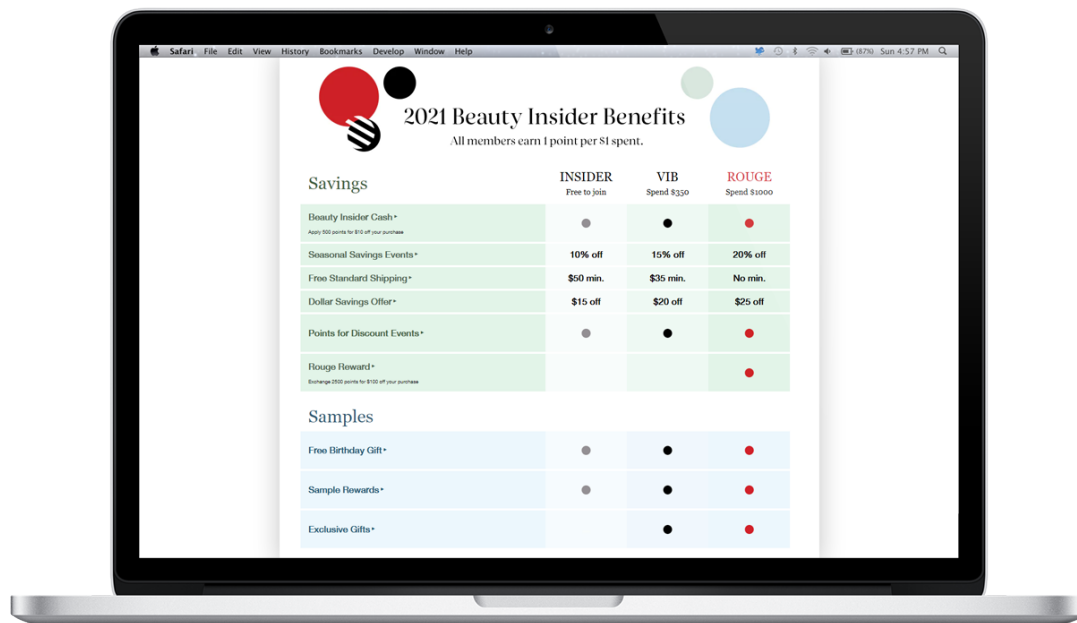 Safari File Edit View History Bookmarks Develop Window Help (87%) Sun 4:57 PM
2021 Beauty Insider Benefits
All members earn 1 point per $1 spent.
Savings INSIDER VIB ROUGE
Free to join Spend $350 Spend $1000
Beauty Insider Cash
Apply 500 points for $10 off your purchase
Seasonal Savings Events 10% off 15% off 20% off
Free Standard Shipping $50 min. $35 min. No min.
Dollar Savings Offer $15 off $20 off $25 off
Points for Discount Events
Rouge Reward
Exchange 2500 points for $100 off your purchase
Samples
Free Birthday Gift
Sample Rewards
Exclusive Gifts